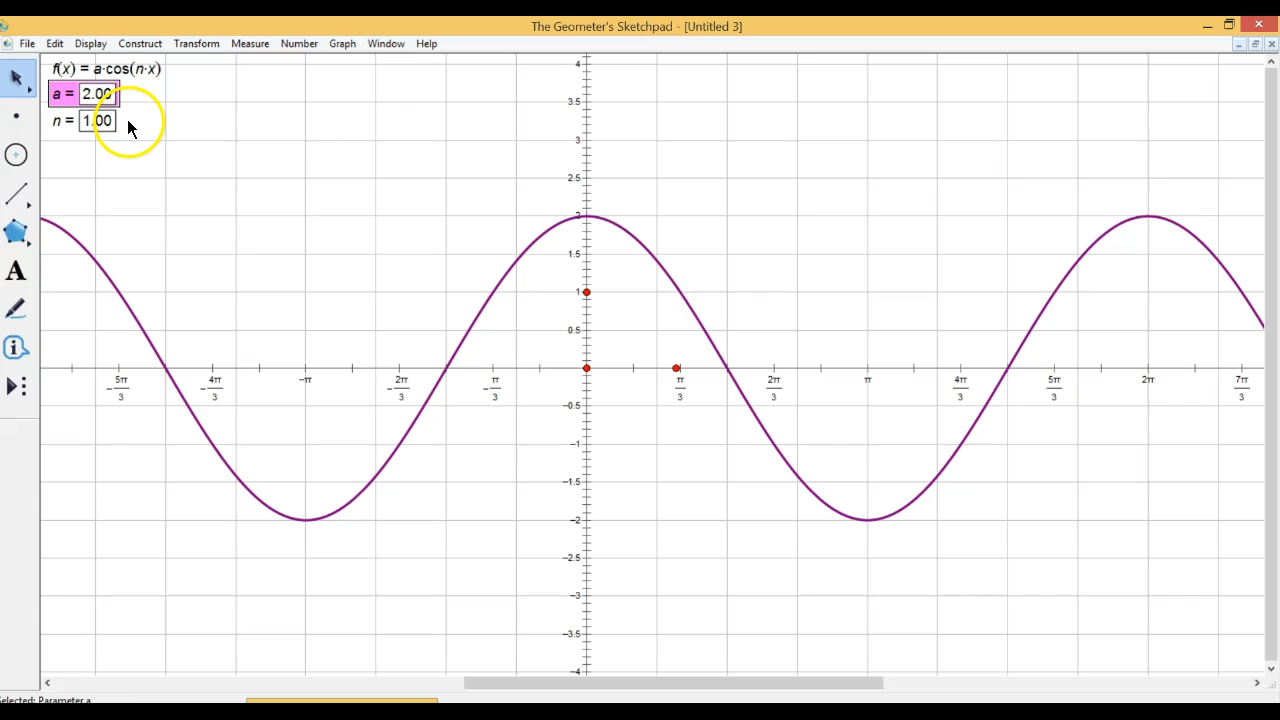 The Geometer's Sketchpad - [Untitled 3]
File Edit Display Construct Transform Measure Number Graph Window Help
f(x) = a·cos(n·x)
a = 2.00
n = 1.00
A
4
3.5
3
2.5
2
1.5
1
0.5
−5π/3 −4π/3 −π −2π/3 −π/3 π/3 2π/3 π 4π/3 5π/3 2π 7π/3
−0.5
−1
−1.5
−2
−2.5
−3
−3.5
−4
Selected: Parameter a